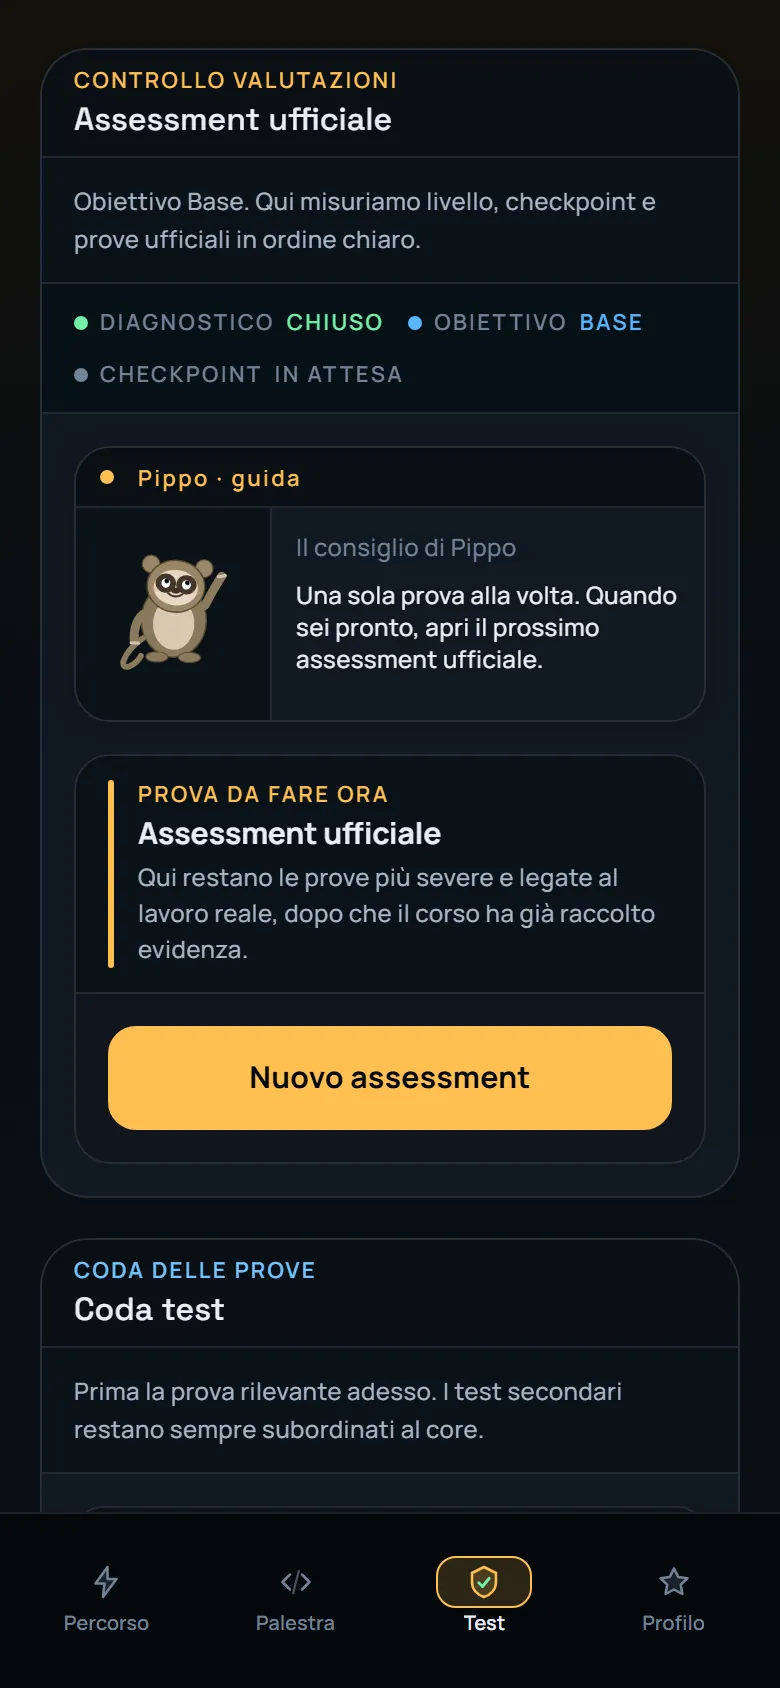 CONTROLLO VALUTAZIONI
Assessment ufficiale
Obiettivo Base. Qui misuriamo livello, checkpoint e
prove ufficiali in ordine chiaro.
DIAGNOSTICO CHIUSO OBIETTIVO BASE
CHECKPOINT IN ATTESA
Pippo · guida
Il consiglio di Pippo
Una sola prova alla volta. Quando
sei pronto, apri il prossimo
assessment ufficiale.
PROVA DA FARE ORA
Assessment ufficiale
Qui restano le prove più severe e legate al
lavoro reale, dopo che il corso ha già raccolto
evidenza.
Nuovo assessment
CODA DELLE PROVE
Coda test
Prima la prova rilevante adesso. I test secondari
restano sempre subordinati al core.
Percorso Palestra Test Profilo